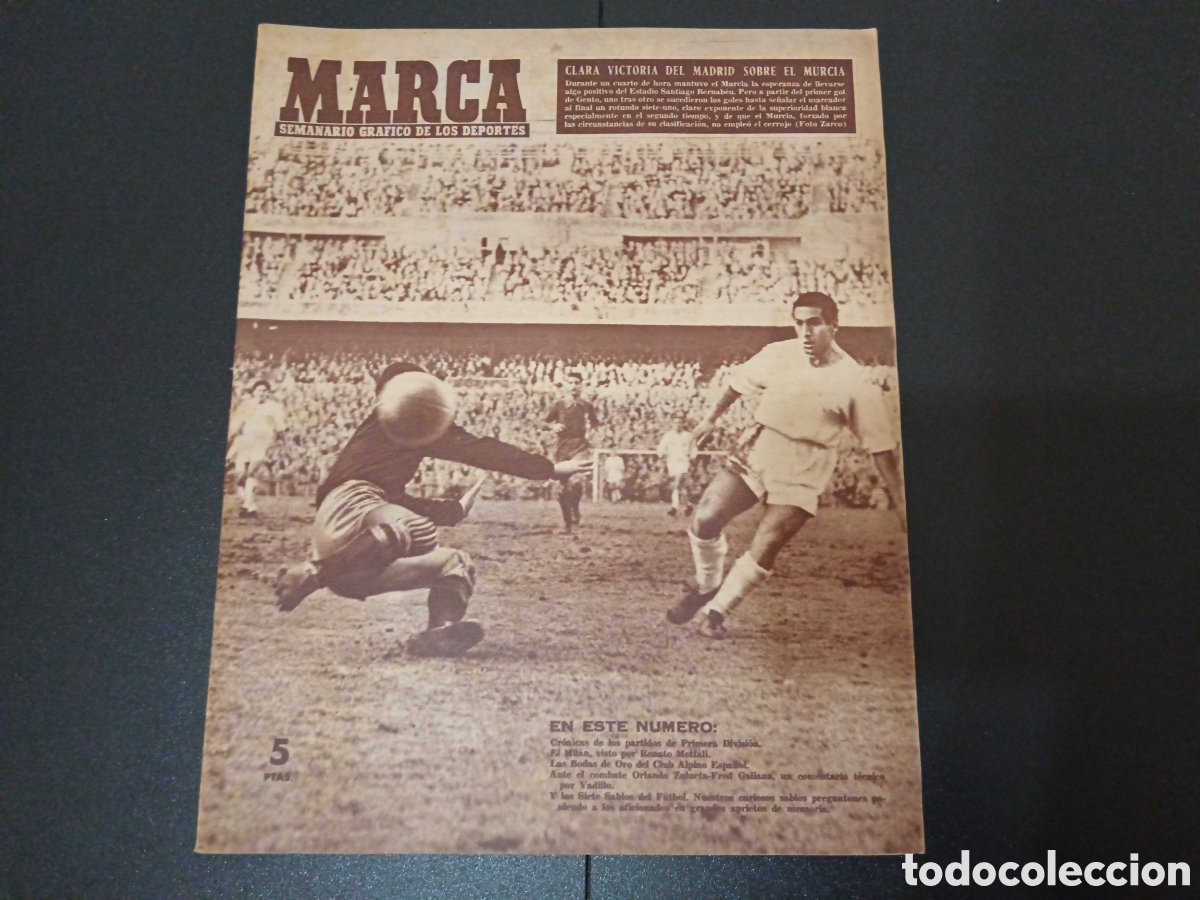 MARCA
SEMANARIO GRAFICO DE LOS DEPORTES
CLARA VICTORIA DEL MADRID SOBRE EL MURCIA
Durante un cuarto de hora mantuvo el Murcia la esperanza de llevarse
algo positivo del Estadio Santiago Bernabéu. Pero a partir del primer gol
de Gento, uno tras otro se sucedieron los goles hasta señalar el marcador
al final un rotundo siete-uno, claro exponente de la superioridad blanca
especialmente en el segundo tiempo, y de que el Murcia, forzado por
las circunstancias de su clasificación, no empleó el cerrojo (Foto Zarco)
5
PTAS
EN ESTE NUMERO:
Crónicas de los partidos de Primera División.
El Milán, visto por Renato
Las Bodas de Oro del Club Alpino Español.
Ante el combate Orlando Zulueta-Fred Galiana, un comentario técnico
por Vadillo.
Y los Siete Sabios del Fútbol. Nuestros curiosos sabios preguntones po-
niendo a los aficionados en grandes aprietos de memoria.
todocoleccion